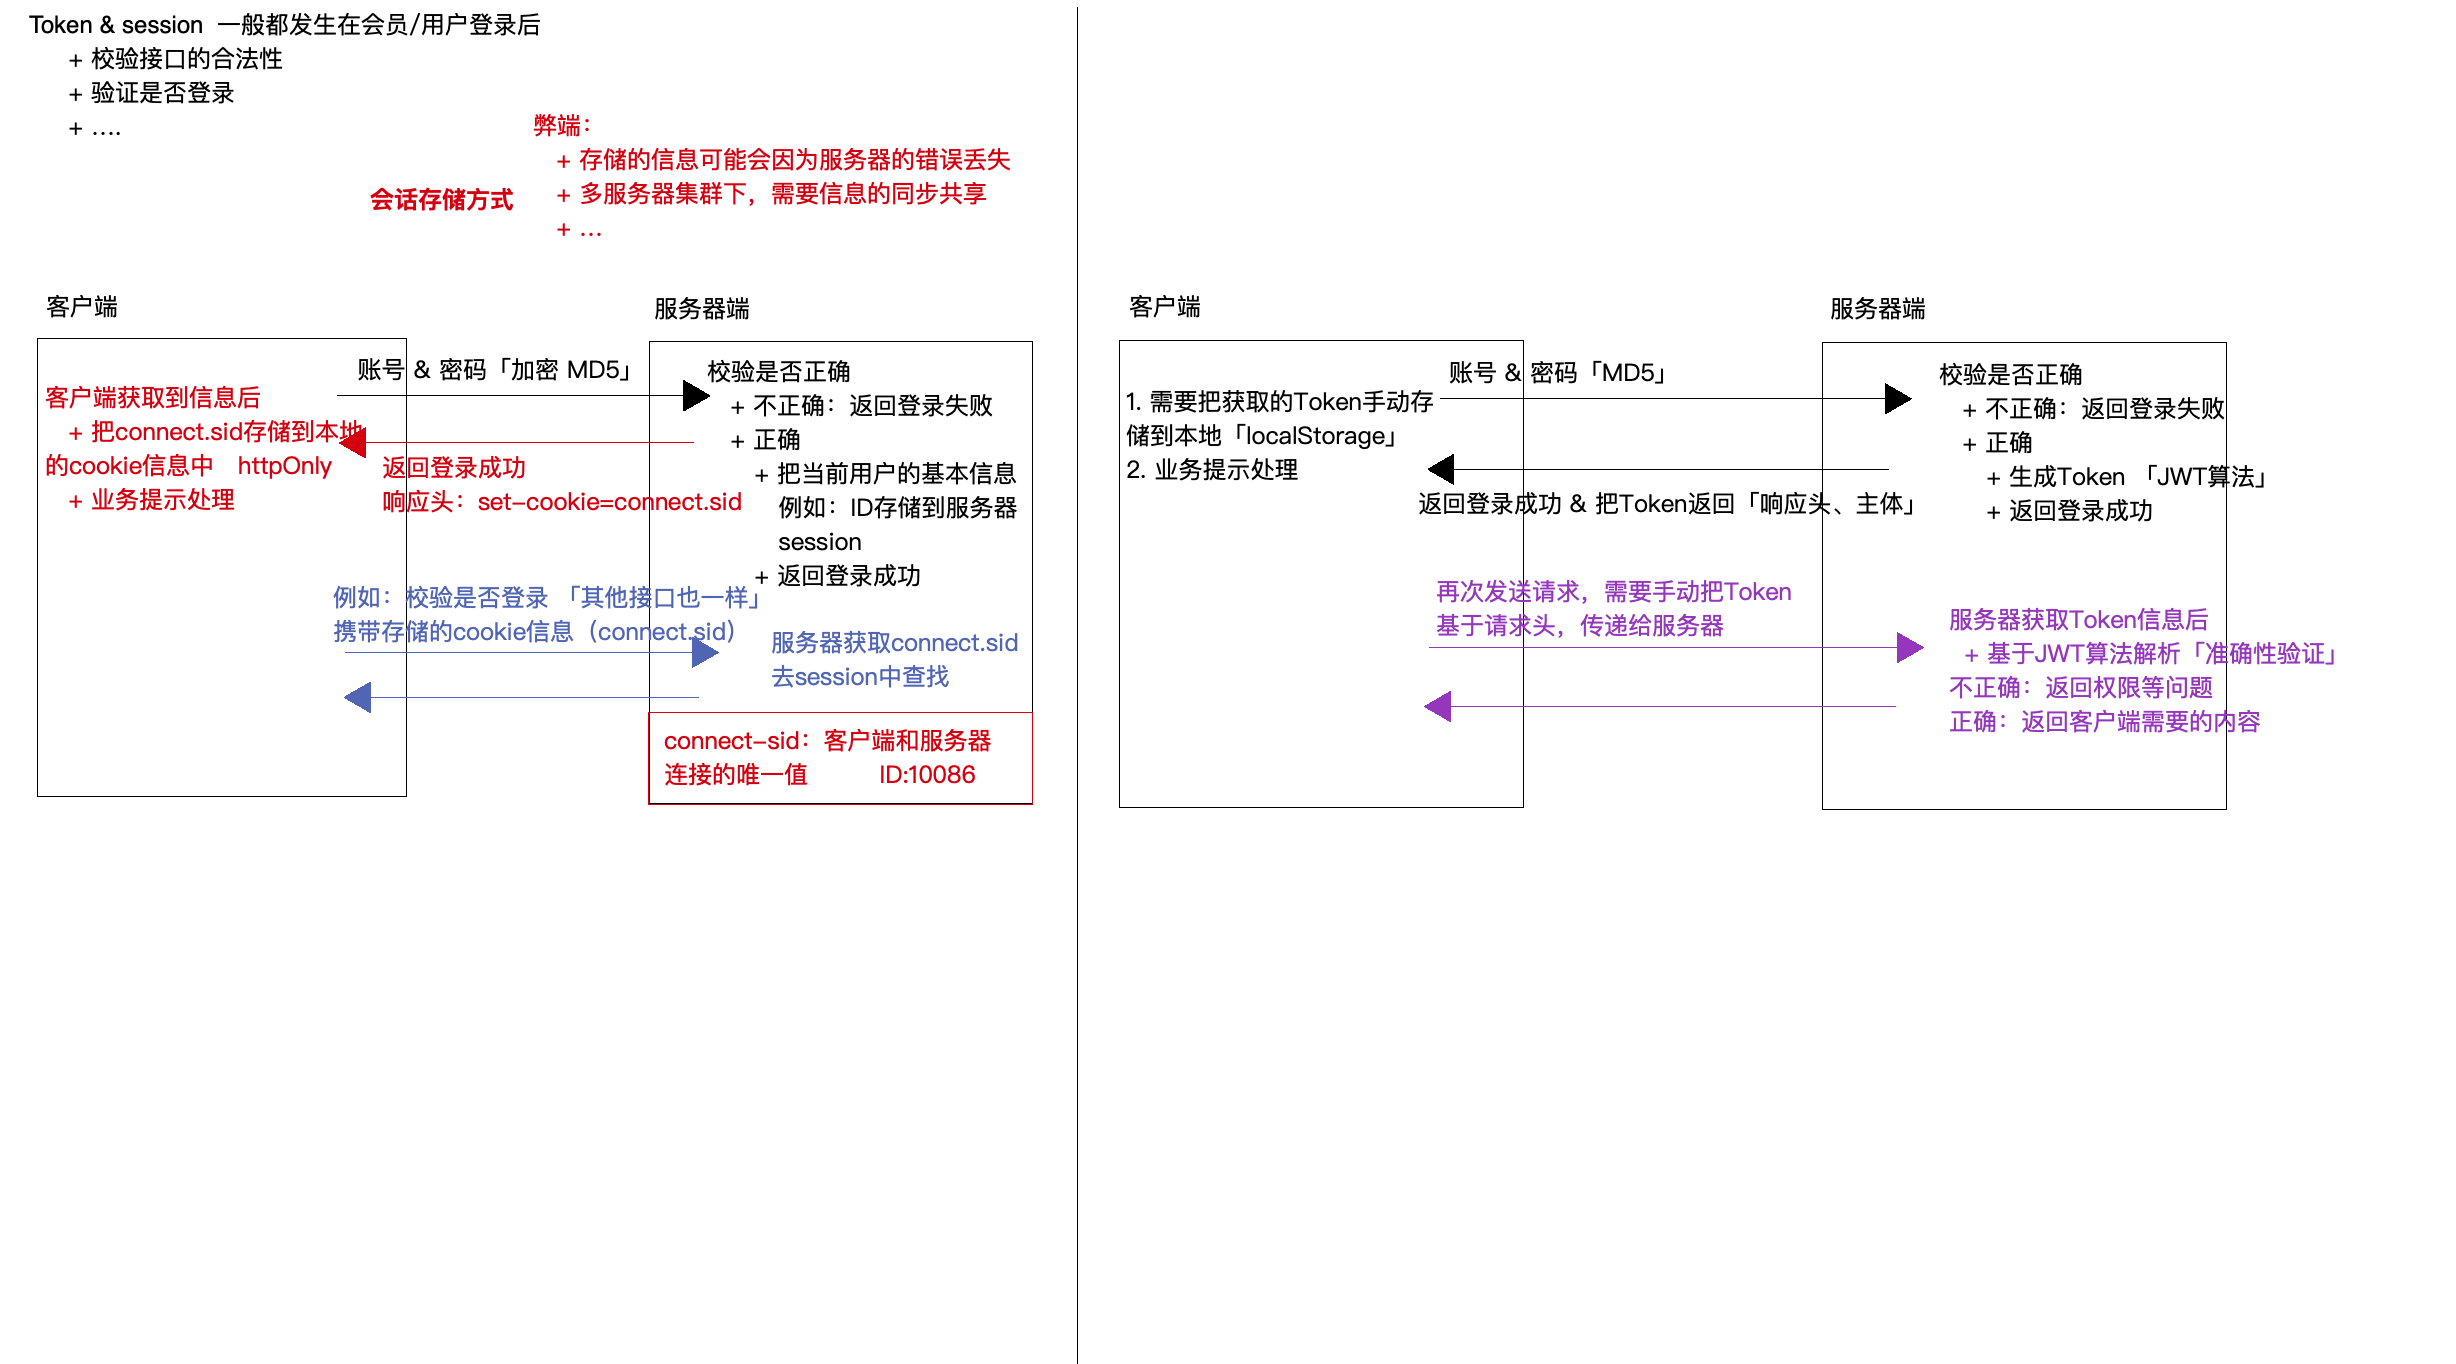 Token & session 一般都发生在会员/用户登录后
+ 校验接口的合法性
+ 验证是否登录
+ ....
弊端：
+ 存储的信息可能会因为服务器的错误丢失
+ 多服务器集群下，需要信息的同步共享
+ ...
会话存储方式
客户端
服务器端
账号 & 密码「加密 MD5」
客户端获取到信息后
+ 把connect.sid存储到本地
的cookie信息中 httpOnly
+ 业务提示处理
返回登录成功
响应头：set-cookie=connect.sid
校验是否正确
+ 不正确：返回登录失败
+ 正确
+ 把当前用户的基本信息
例如：ID存储到服务器
session
+ 返回登录成功
例如：校验是否登录 「其他接口也一样」
携带存储的cookie信息（connect.sid）
服务器获取connect.sid
去session中查找
connect-sid：客户端和服务器
连接的唯一值 ID:10086
客户端
服务器端
账号 & 密码「MD5」
1. 需要把获取的Token手动存
储到本地「localStorage」
2. 业务提示处理
返回登录成功 & 把Token返回「响应头、主体」
校验是否正确
+ 不正确：返回登录失败
+ 正确
+ 生成Token 「JWT算法」
+ 返回登录成功
再次发送请求，需要手动把Token
基于请求头，传递给服务器
服务器获取Token信息后
+ 基于JWT算法解析「准确性验证」
不正确：返回权限等问题
正确：返回客户端需要的内容